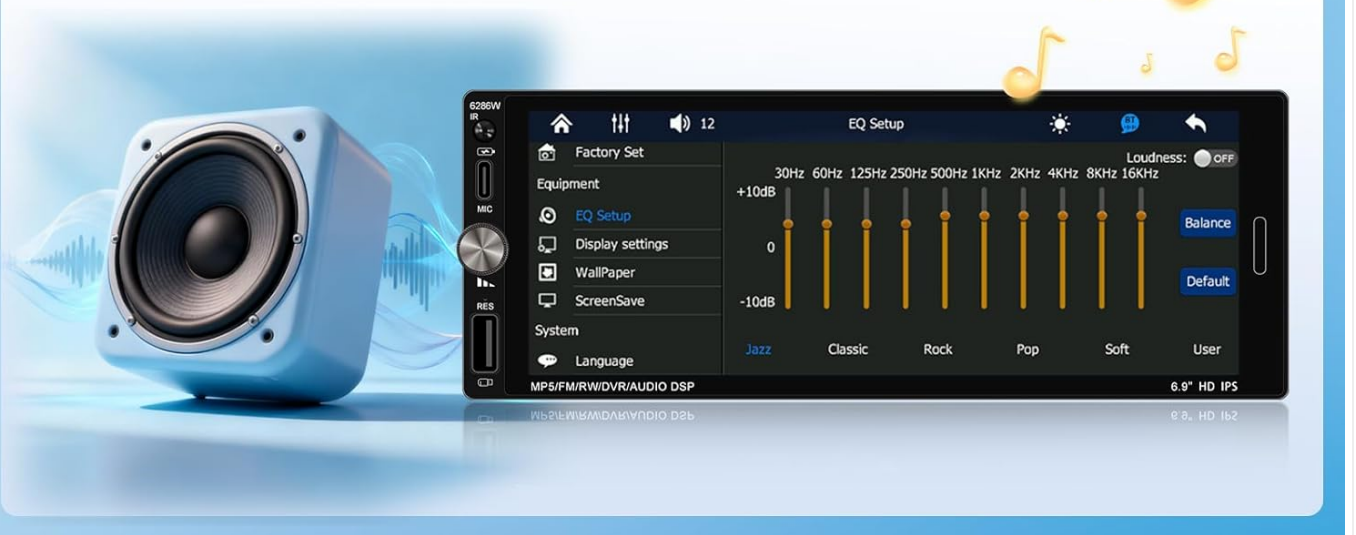 6286W
IR
MIC
RES
12
EQ Setup
Factory Set
Equipment
EQ Setup
Display settings
WallPaper
ScreenSave
System
Language
Loudness: OFF
30Hz 60Hz 125Hz 250Hz 500Hz 1KHz 2KHz 4KHz 8KHz 16KHz
+10dB
0
-10dB
Balance
Default
Jazz Classic Rock Pop Soft User
MP5/FM/RW/DVR/AUDIO DSP
6.9" HD IPS